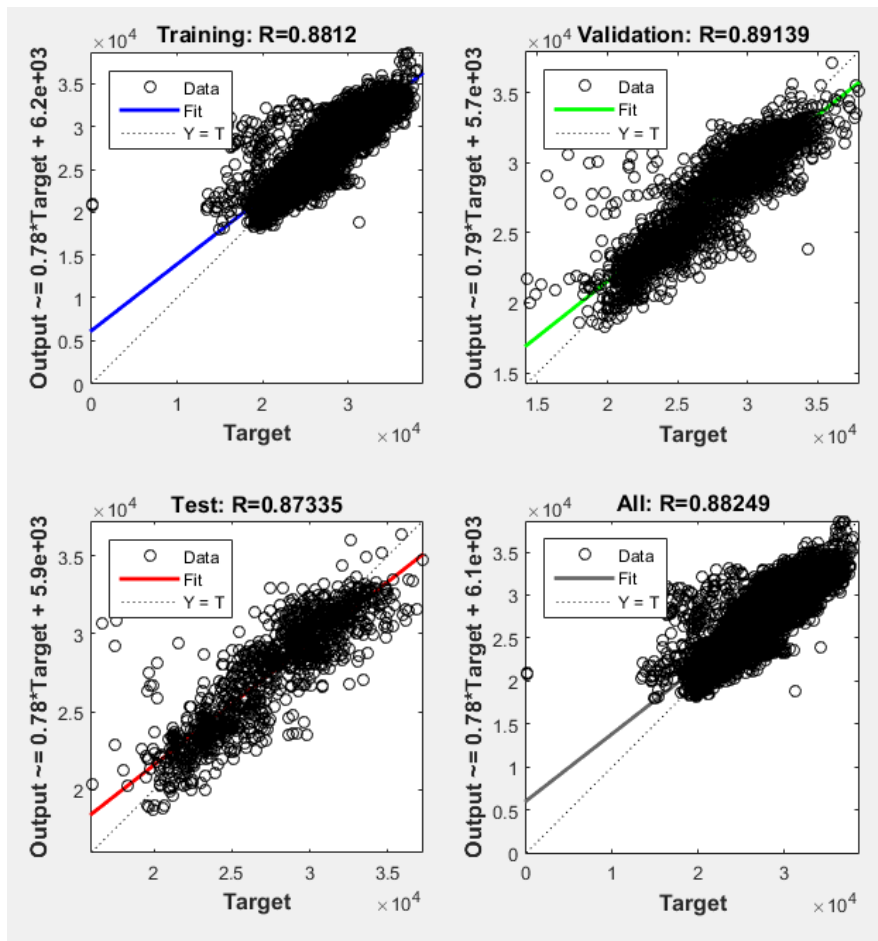 Training: R=0.8812
×10⁴
Output ~= 0.78*Target + 6.2e+03
3.5
3
2.5
2
1.5
1
0.5
0
Data
Fit
Y = T
0 1 2 3
Target
×10⁴
Validation: R=0.89139
×10⁴
Output ~= 0.79*Target + 5.7e+03
3.5
3
2.5
2
1.5
Data
Fit
Y = T
1.5 2 2.5 3 3.5
Target
×10⁴
Test: R=0.87335
×10⁴
Output ~= 0.78*Target + 5.9e+03
3.5
3
2.5
2
Data
Fit
Y = T
2 2.5 3 3.5
Target
×10⁴
All: R=0.88249
×10⁴
Output ~= 0.78*Target + 6.1e+03
3.5
3
2.5
2
1.5
1
0.5
0
Data
Fit
Y = T
0 1 2 3
Target
×10⁴